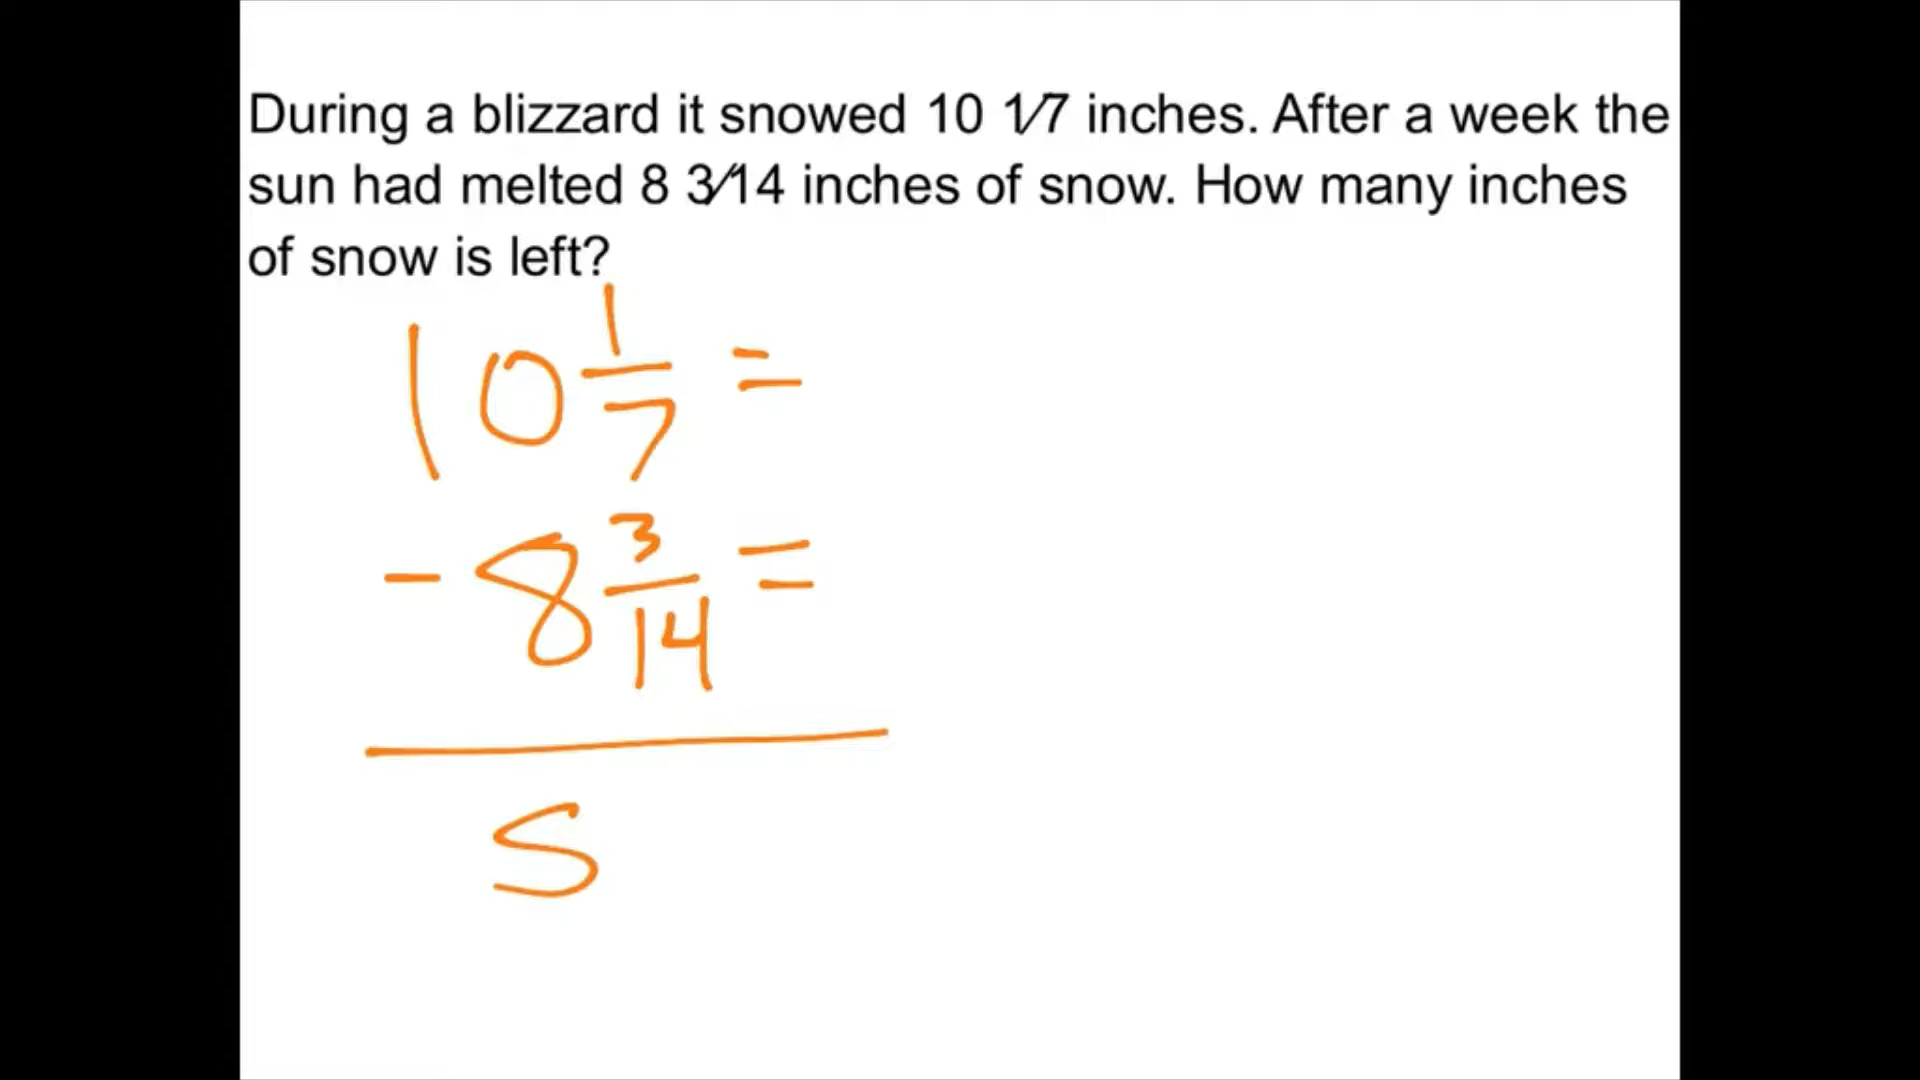 During a blizzard it snowed 10 1⁄7 inches. After a week the
sun had melted 8 3⁄14 inches of snow. How many inches
of snow is left?
10 1/7 =
- 8 3/14 =
S